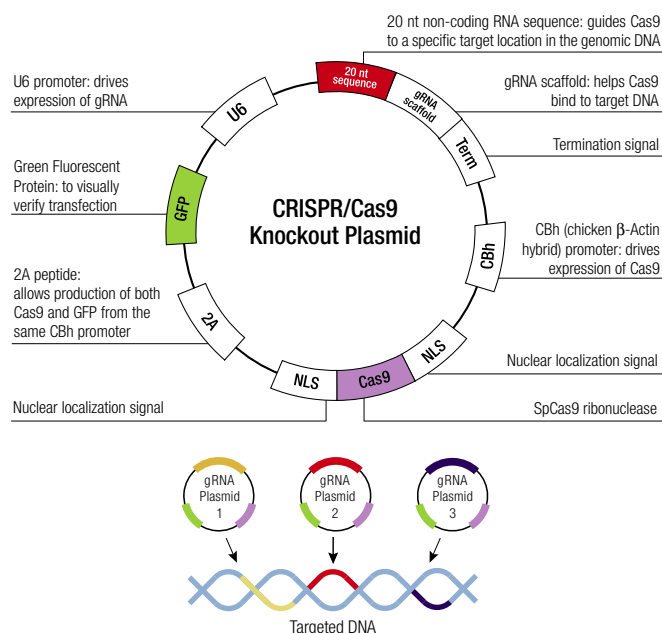 20 nt non-coding RNA sequence: guides Cas9
to a specific target location in the genomic DNA
U6 promoter: drives
expression of gRNA
gRNA scaffold: helps Cas9
bind to target DNA
Termination signal
Green Fluorescent
Protein: to visually
verify transfection
CBh (chicken β-Actin
hybrid) promoter: drives
expression of Cas9
2A peptide:
allows production of both
Cas9 and GFP from the
same CBh promoter
Nuclear localization signal
Nuclear localization signal
SpCas9 ribonuclease
CRISPR/Cas9
Knockout Plasmid
20 nt
sequence
gRNA
scaffold
Term
CBh
NLS
Cas9
NLS
2A
GFP
U6
gRNA
Plasmid
1
gRNA
Plasmid
2
gRNA
Plasmid
3
Targeted DNA